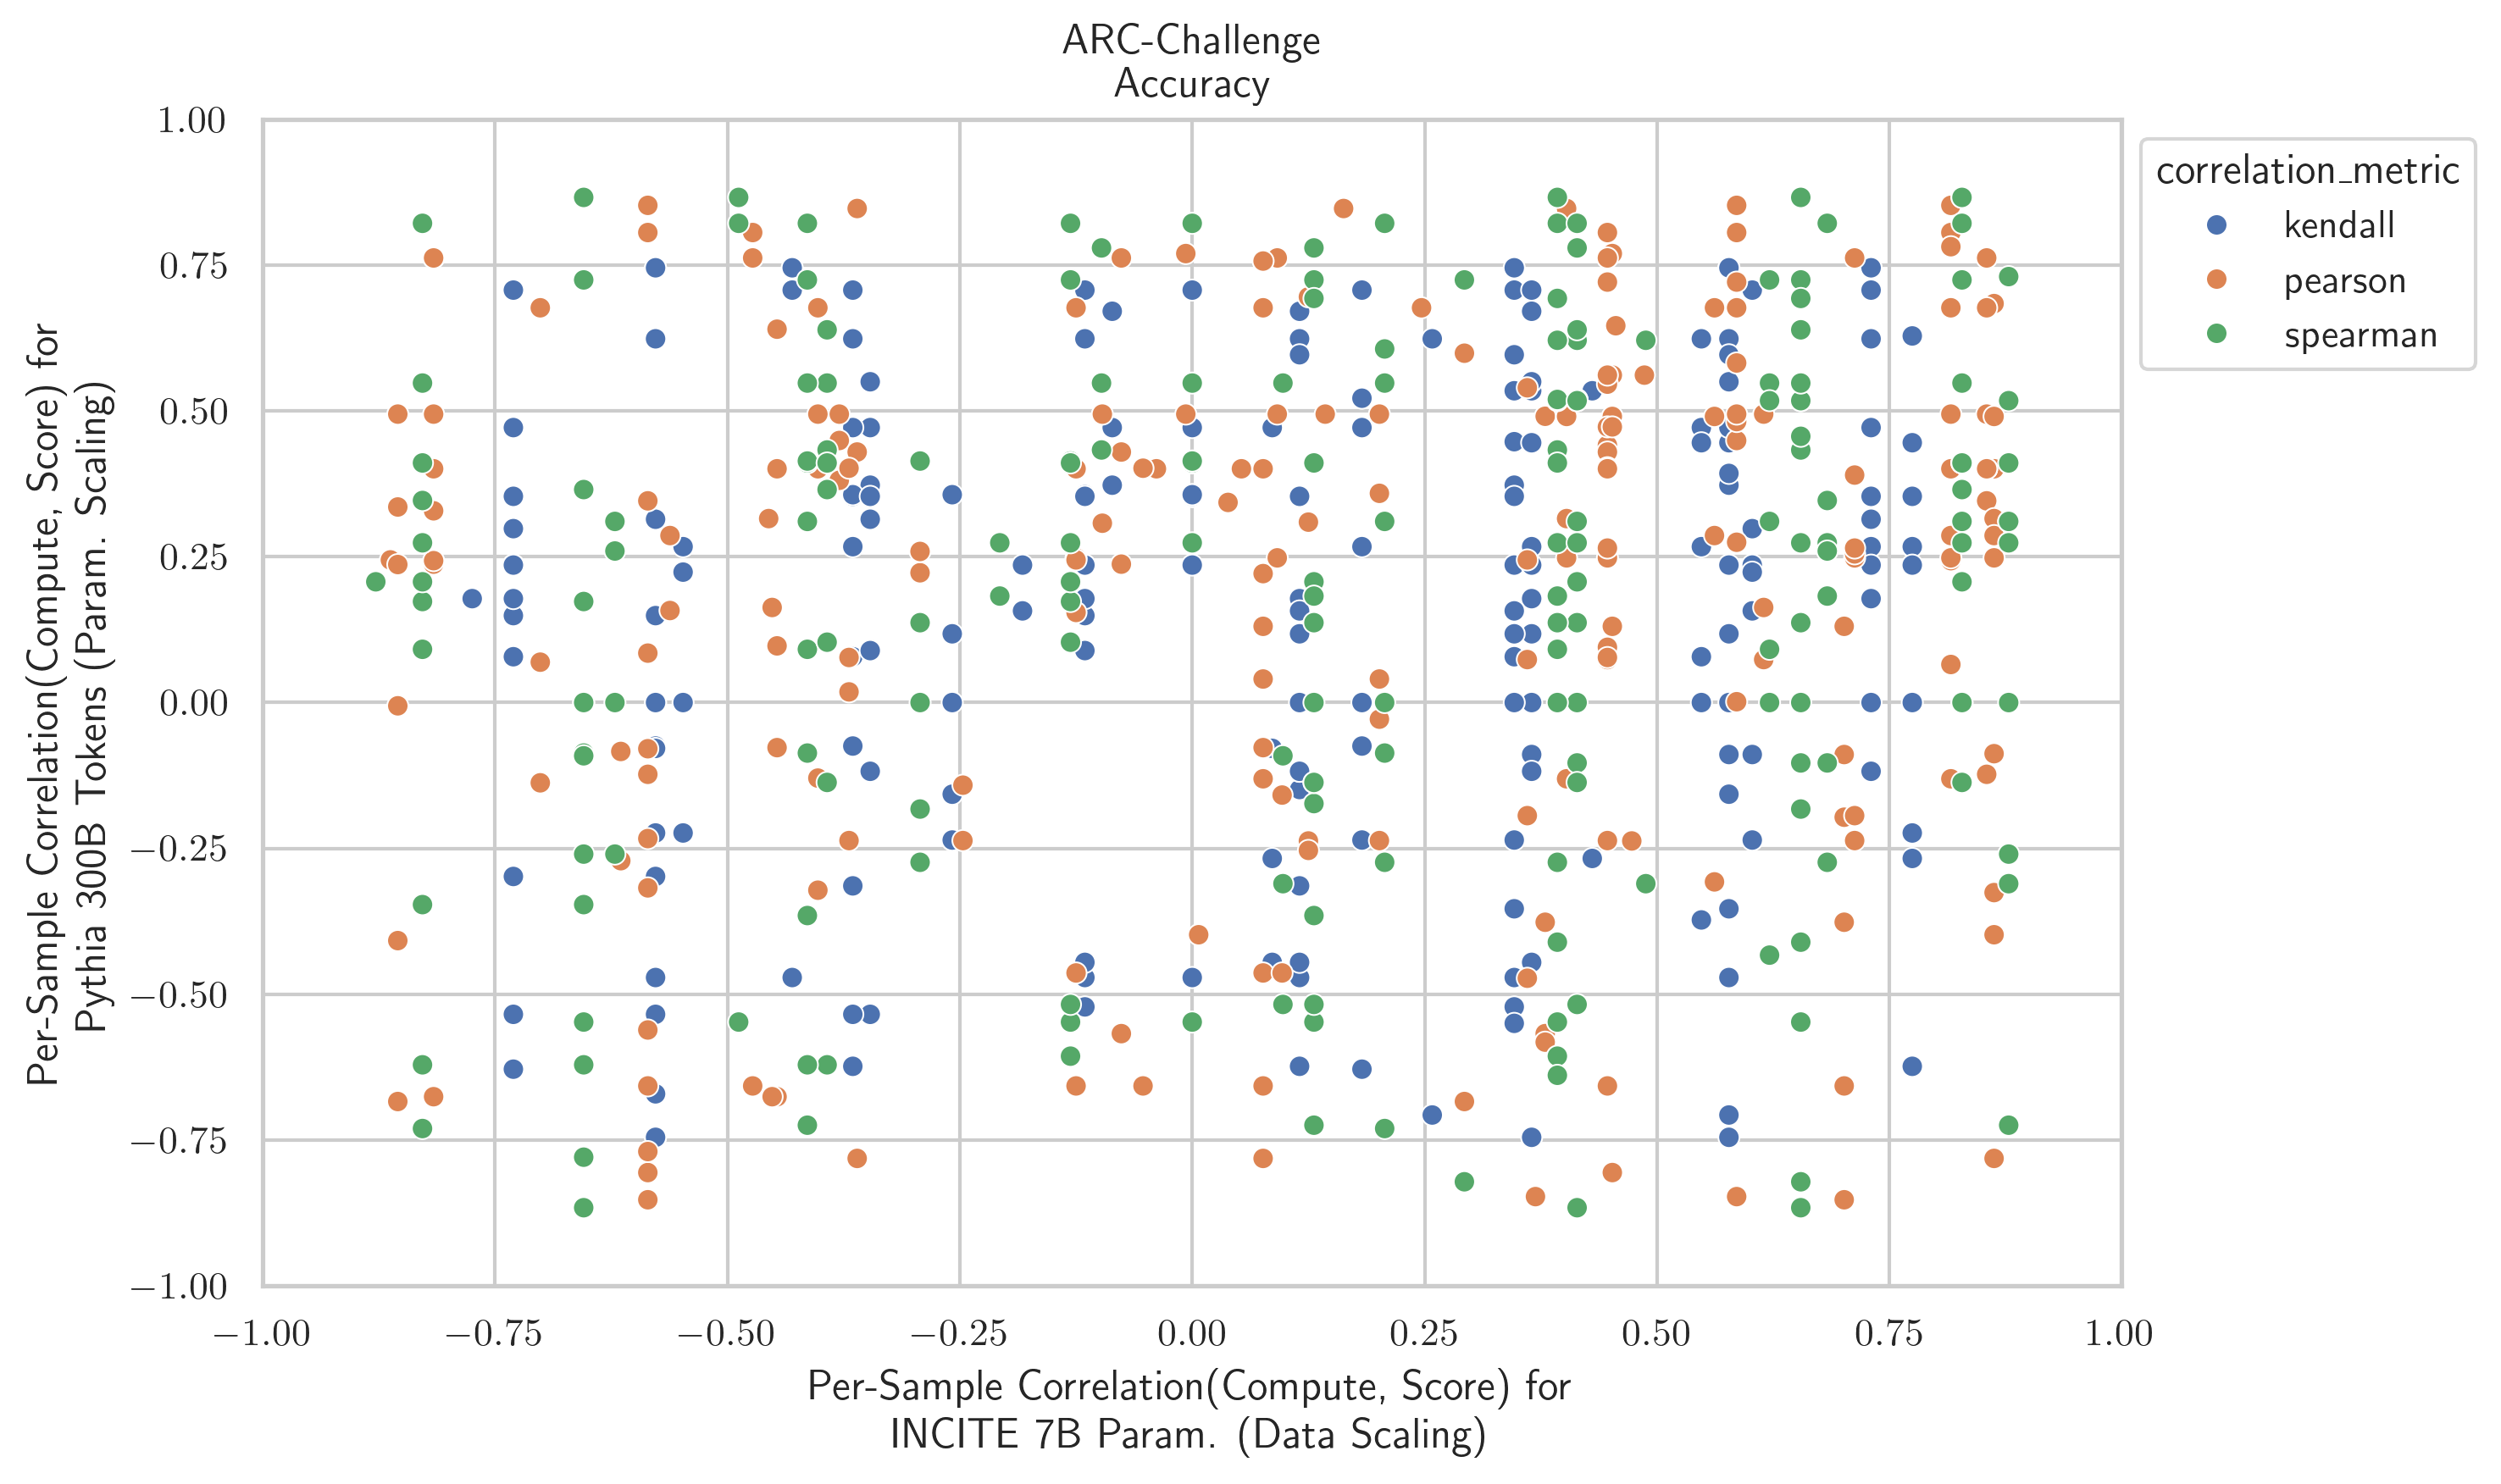 ARC-Challenge
Accuracy
Per-Sample Correlation(Compute, Score) for
Pythia 300B Tokens (Param. Scaling)
1.00
0.75
0.50
0.25
0.00
−0.25
−0.50
−0.75
−1.00
−1.00 −0.75 −0.50 −0.25 0.00 0.25 0.50 0.75 1.00
Per-Sample Correlation(Compute, Score) for
INCITE 7B Param. (Data Scaling)
correlation_metric
kendall
pearson
spearman